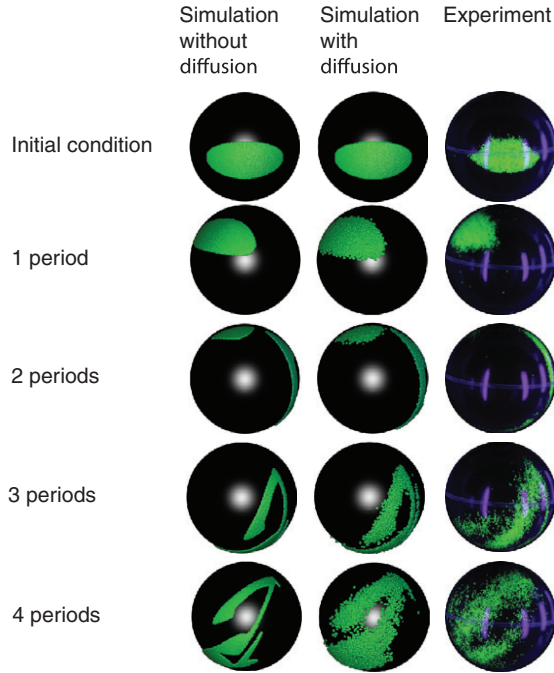 Simulation
without
diffusion
Simulation
with
diffusion
Experiment
Initial condition
1 period
2 periods
3 periods
4 periods